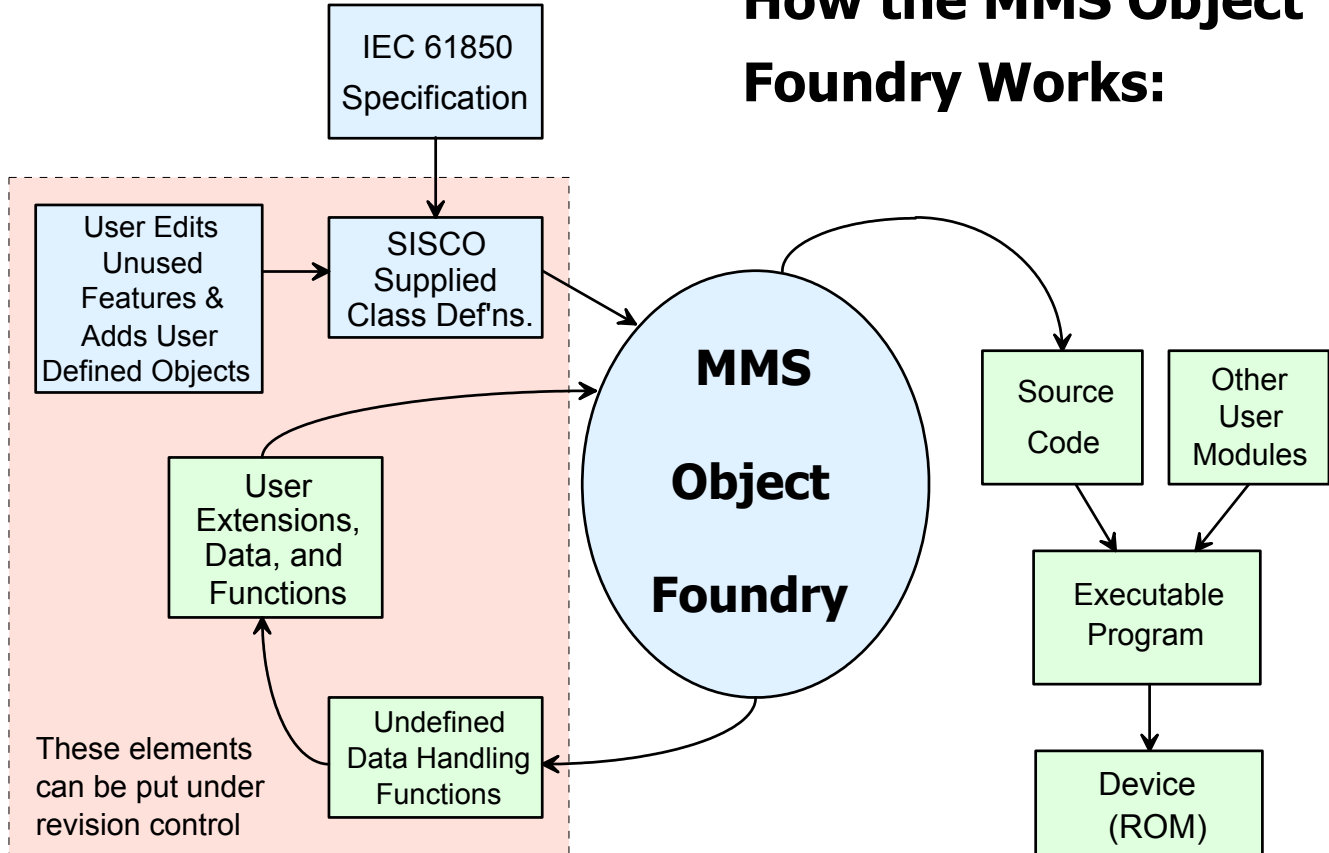 How the MMS Object
Foundry Works:
IEC 61850
Specification
User Edits
Unused
Features &
Adds User
Defined Objects
SISCO
Supplied
Class Def'ns.
MMS
Object
Foundry
User
Extensions,
Data, and
Functions
Undefined
Data Handling
Functions
These elements
can be put under
revision control
Source
Code
Other
User
Modules
Executable
Program
Device
(ROM)